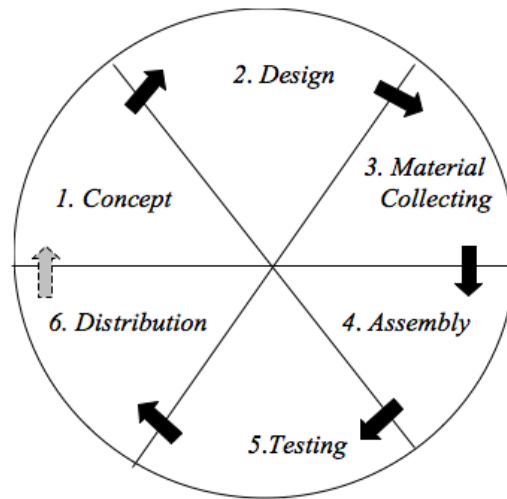 1. Concept
2. Design
3. Material
Collecting
4. Assembly
5.Testing
6. Distribution